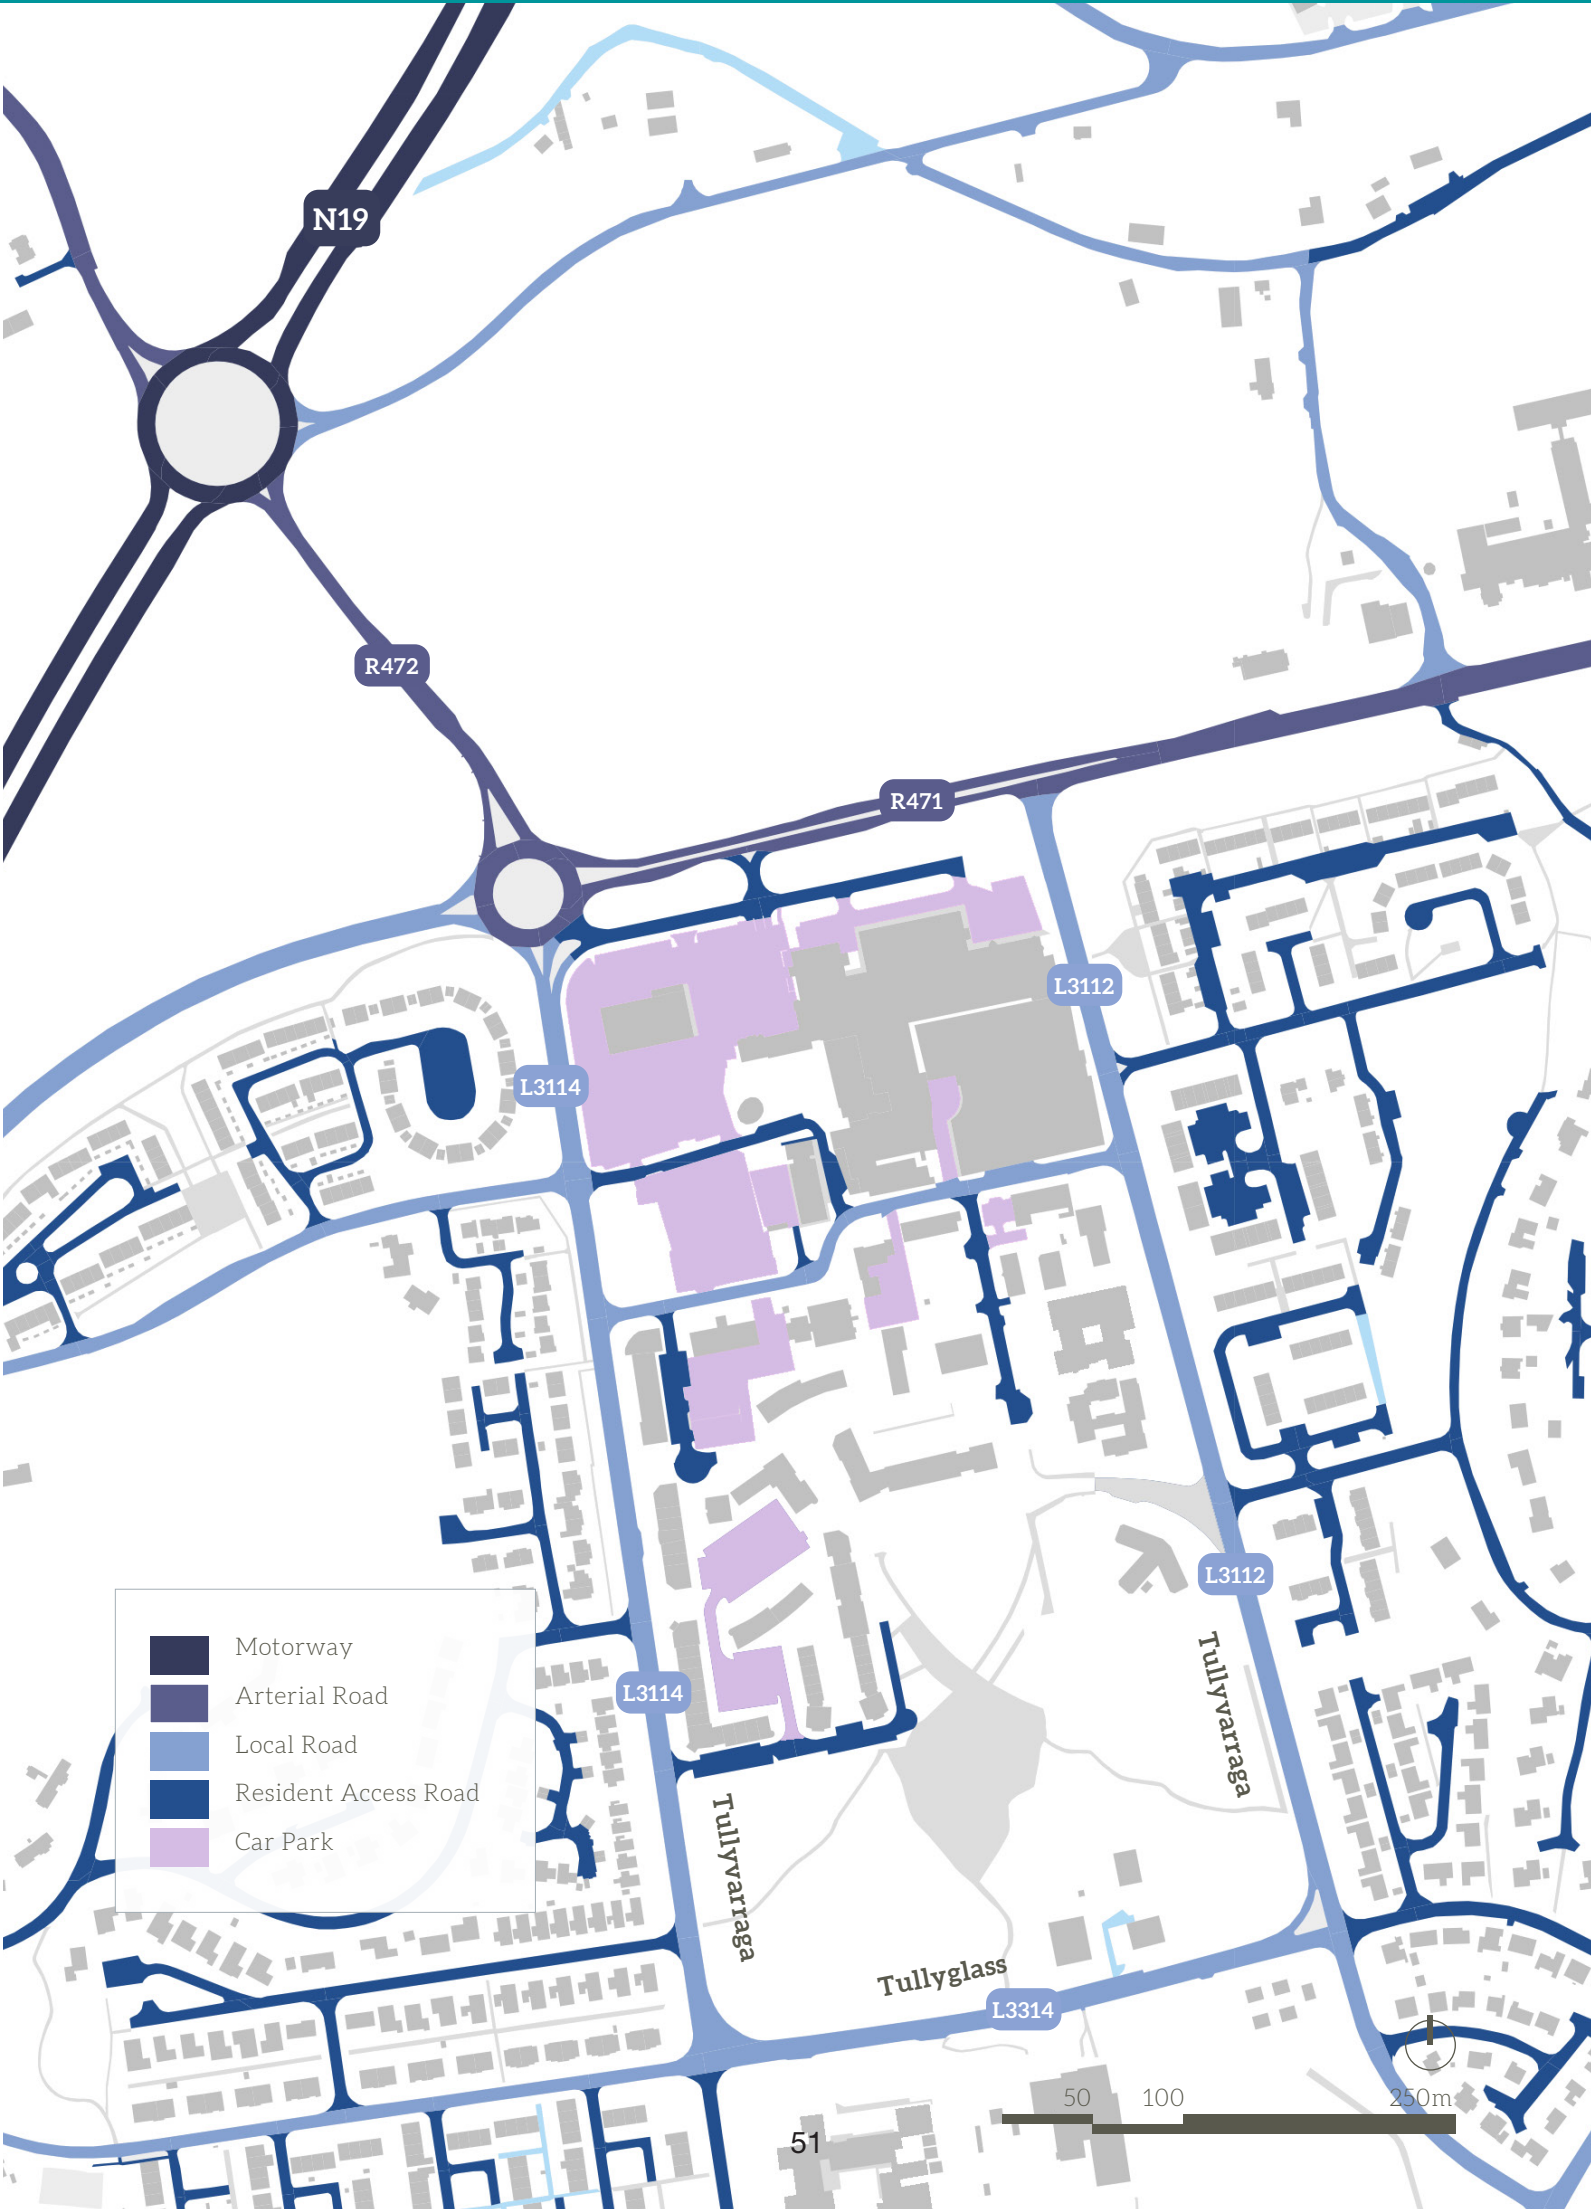 N19
R472
R471
L3112
L3114
L3112
Motorway
Arterial Road
Local Road
Resident Access Road
Car Park
L3114
Tullyvarraga
Tullyvarraga
Tullyglass
L3314
50
100
250m
51